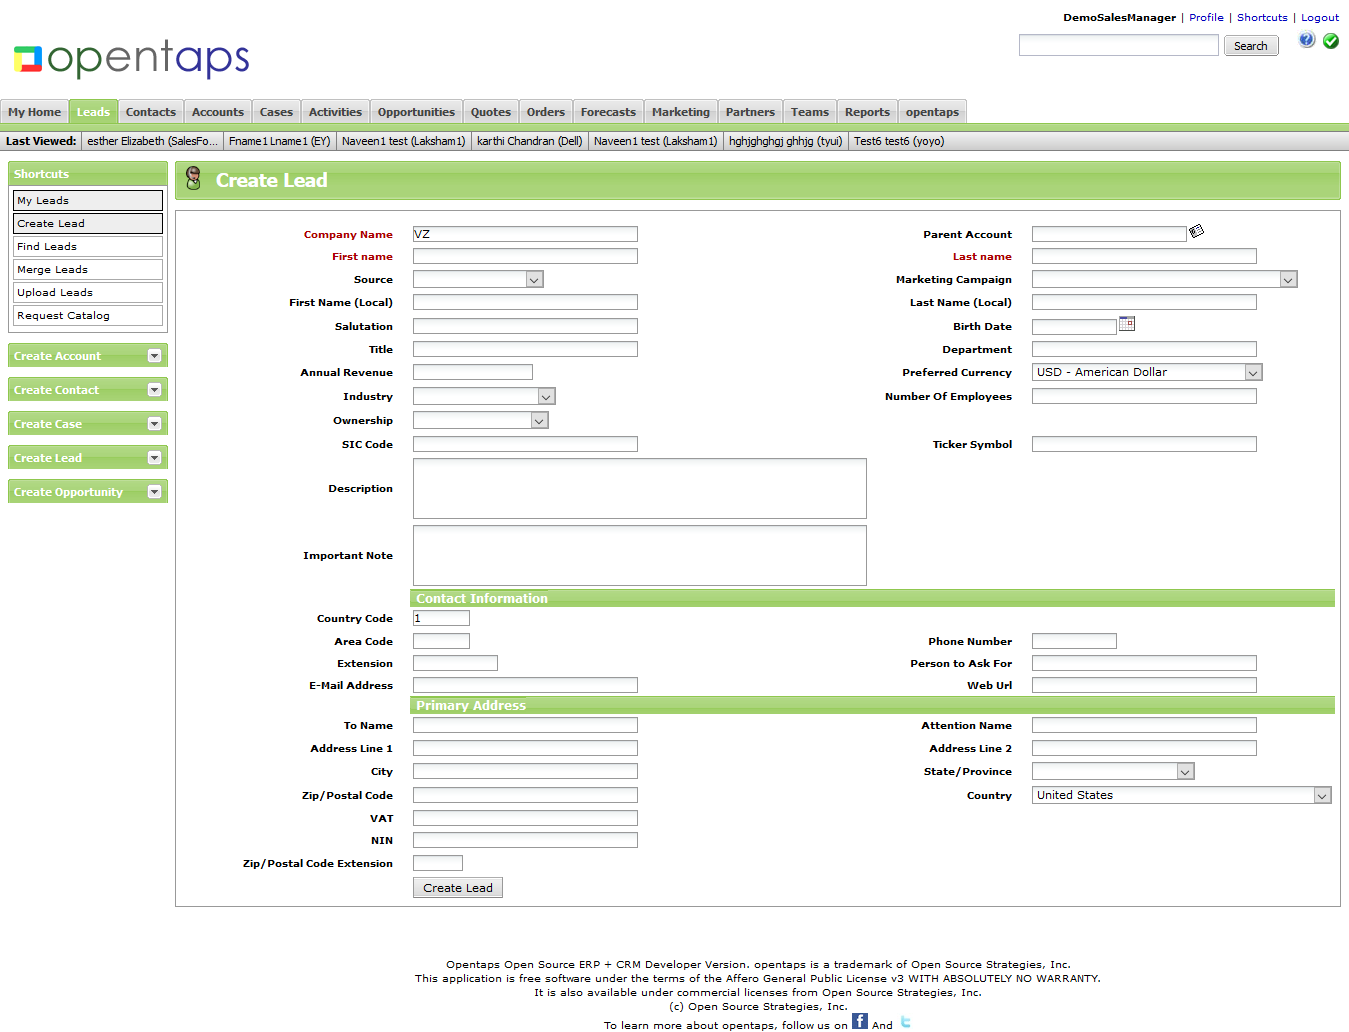 DemoSalesManager | Profile | Shortcuts | Logout
opentaps
Search
My Home Leads Contacts Accounts Cases Activities Opportunities Quotes Orders Forecasts Marketing Partners Teams Reports opentaps
Last Viewed: esther Elizabeth (SalesFo... Fname1 Lname1 (EY) Naveen1 test (Laksham1) karthi Chandran (Dell) Naveen1 test (Laksham1) hghjghghgj ghhjg (tyui) Test6 test6 (yoyo)
Shortcuts
My Leads
Create Lead
Find Leads
Merge Leads
Upload Leads
Request Catalog
Create Account
Create Contact
Create Case
Create Lead
Create Opportunity
Create Lead
Company Name VZ Parent Account
First name Last name
Source Marketing Campaign
First Name (Local) Last Name (Local)
Salutation Birth Date
Title Department
Annual Revenue Preferred Currency USD - American Dollar
Industry Number Of Employees
Ownership
SIC Code Ticker Symbol
Description
Important Note
Contact Information
Country Code 1
Area Code Phone Number
Extension Person to Ask For
E-Mail Address Web Url
Primary Address
To Name Attention Name
Address Line 1 Address Line 2
City State/Province
Zip/Postal Code Country United States
VAT
NIN
Zip/Postal Code Extension
Create Lead
Opentaps Open Source ERP + CRM Developer Version. opentaps is a trademark of Open Source Strategies, Inc.
This application is free software under the terms of the Affero General Public License v3 WITH ABSOLUTELY NO WARRANTY.
It is also available under commercial licenses from Open Source Strategies, Inc.
(c) Open Source Strategies, Inc.
To learn more about opentaps, follow us on f And t